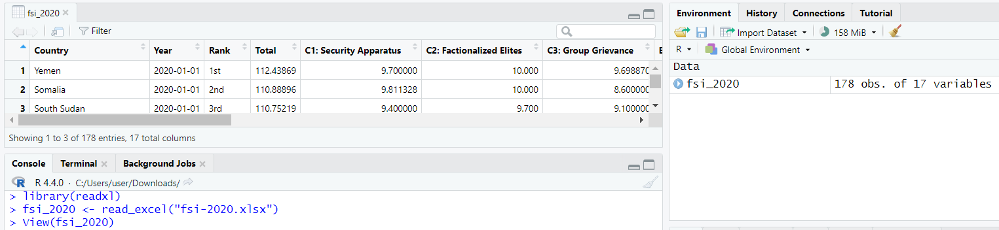 fsi_2020
Filter
Country Year Rank Total C1: Security Apparatus C2: Factionalized Elites C3: Group Grievance
1 Yemen 2020-01-01 1st 112.43869 9.700000 10.000 9.698870
2 Somalia 2020-01-01 2nd 110.88896 9.811328 10.000 8.600000
3 South Sudan 2020-01-01 3rd 110.75219 9.400000 9.700 9.100000
Showing 1 to 3 of 178 entries, 17 total columns
Console Terminal Background Jobs
R 4.4.0 · C:/Users/user/Downloads/
> library(readxl)
> fsi_2020 <- read_excel("fsi-2020.xlsx")
> View(fsi_2020)
Environment History Connections Tutorial
Import Dataset 158 MiB
R Global Environment
Data
fsi_2020 178 obs. of 17 variables